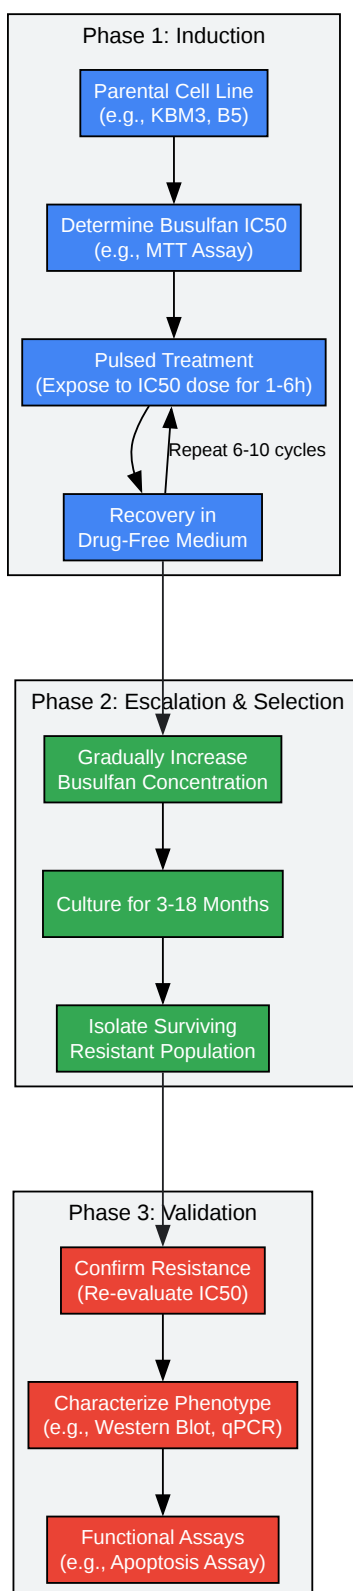 Phase 1: Induction
Parental Cell Line
(e.g., KBM3, B5)
Determine Busulfan IC50
(e.g., MTT Assay)
Pulsed Treatment
(Expose to IC50 dose for 1-6h)
Repeat 6-10 cycles
Recovery in
Drug-Free Medium
Phase 2: Escalation & Selection
Gradually Increase
Busulfan Concentration
Culture for 3-18 Months
Isolate Surviving
Resistant Population
Phase 3: Validation
Confirm Resistance
(Re-evaluate IC50)
Characterize Phenotype
(e.g., Western Blot, qPCR)
Functional Assays
(e.g., Apoptosis Assay)